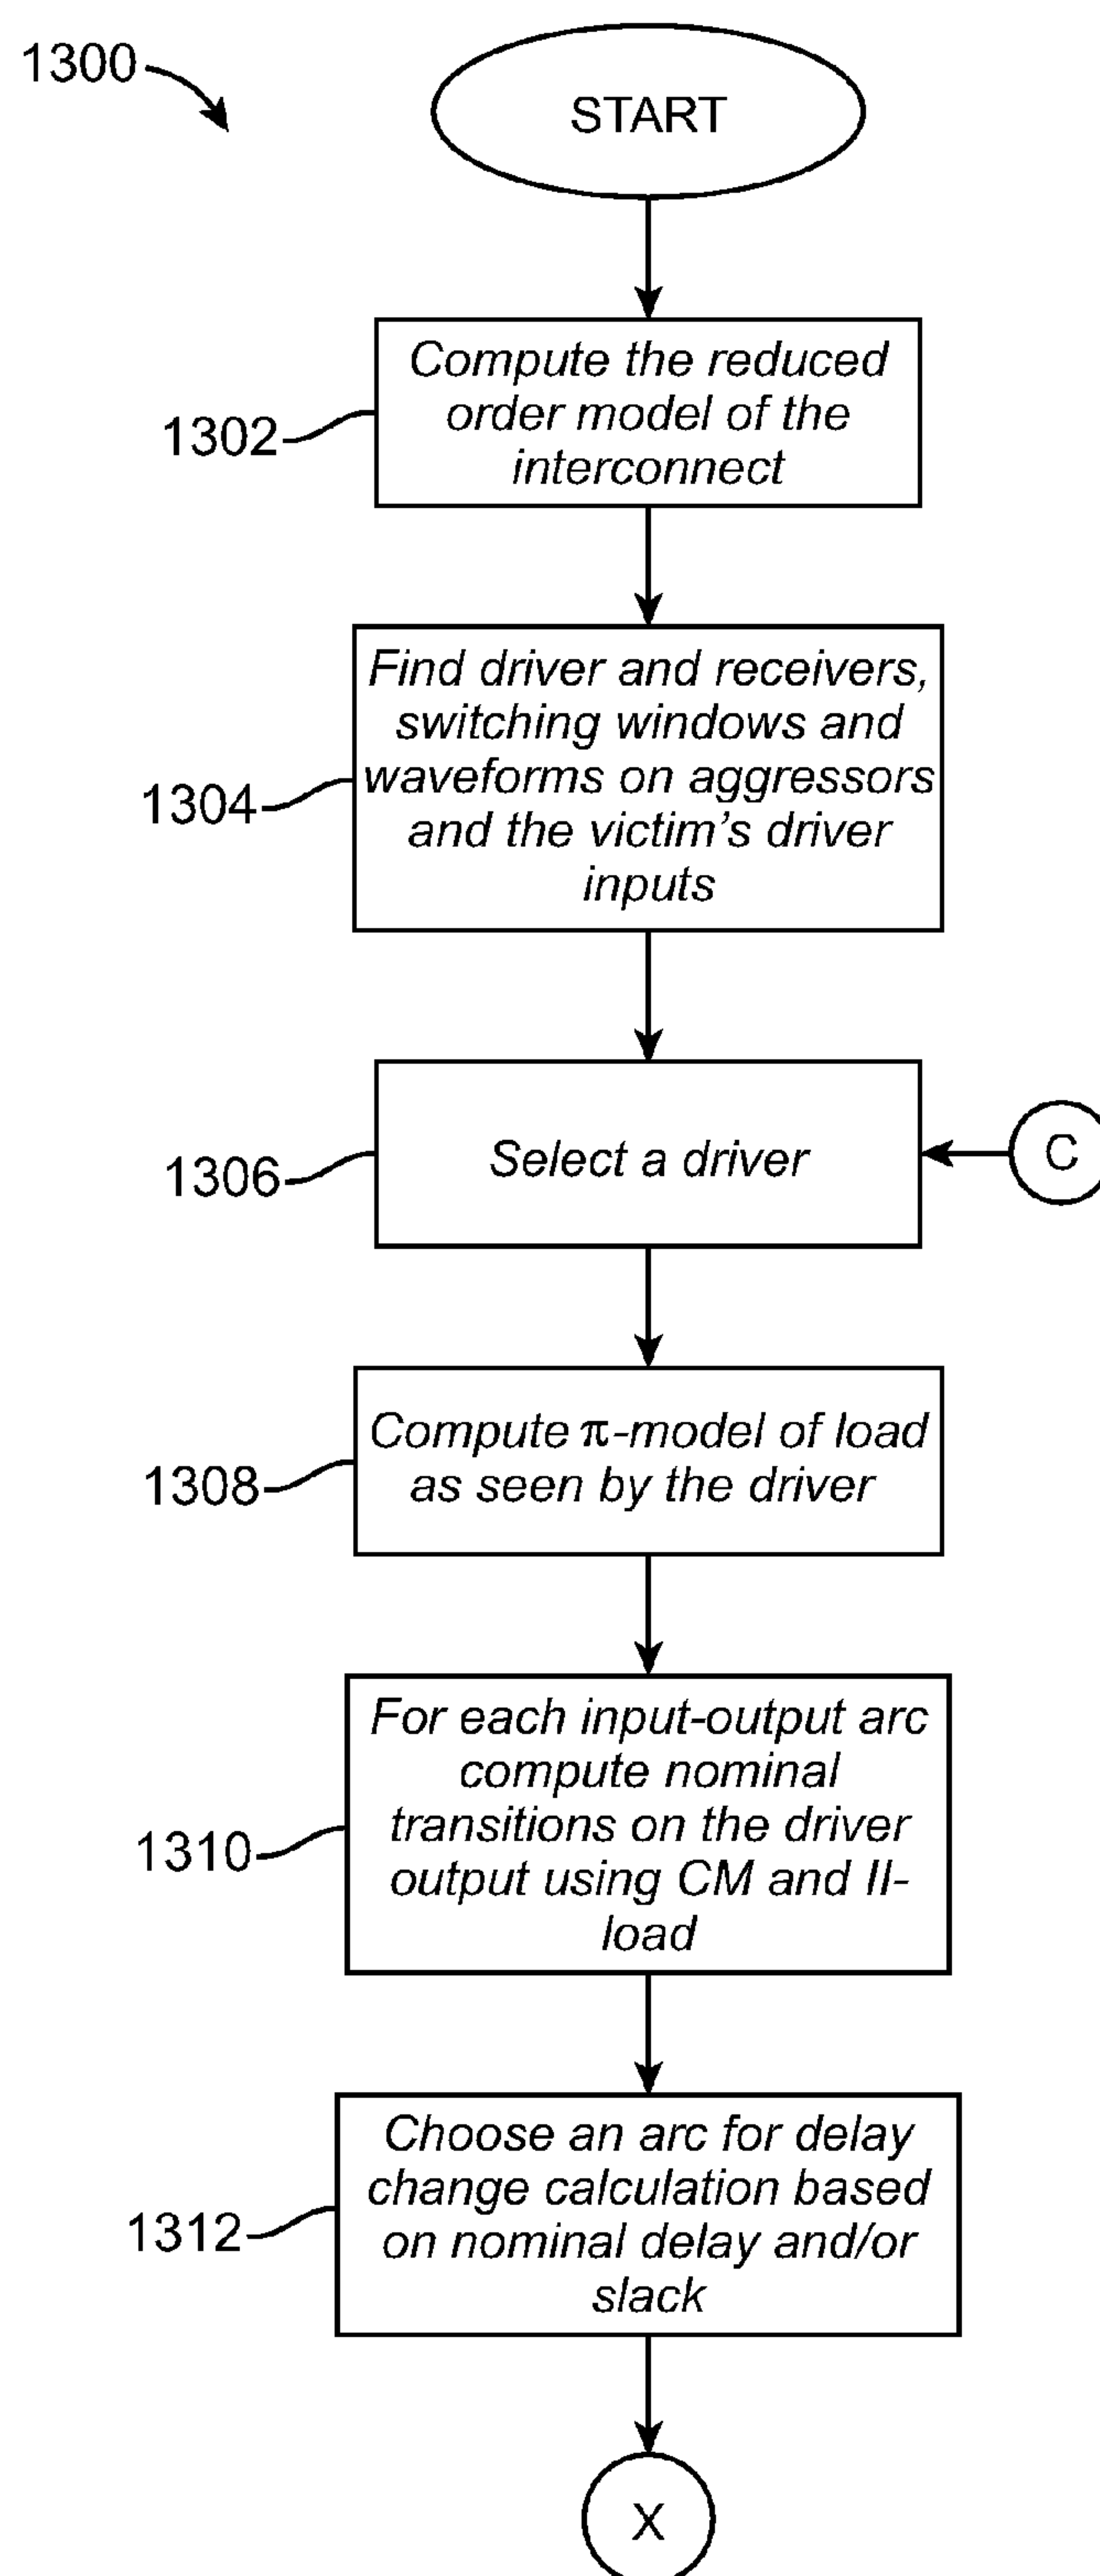 1300
START
1302
Compute the reduced
order model of the
interconnect
1304
Find driver and receivers,
switching windows and
waveforms on aggressors
and the victim's driver
inputs
1306
Select a driver
C
1308
Compute π-model of load
as seen by the driver
1310
For each input-output arc
compute nominal
transitions on the driver
output using CM and II-
load
1312
Choose an arc for delay
change calculation based
on nominal delay and/or
slack
X